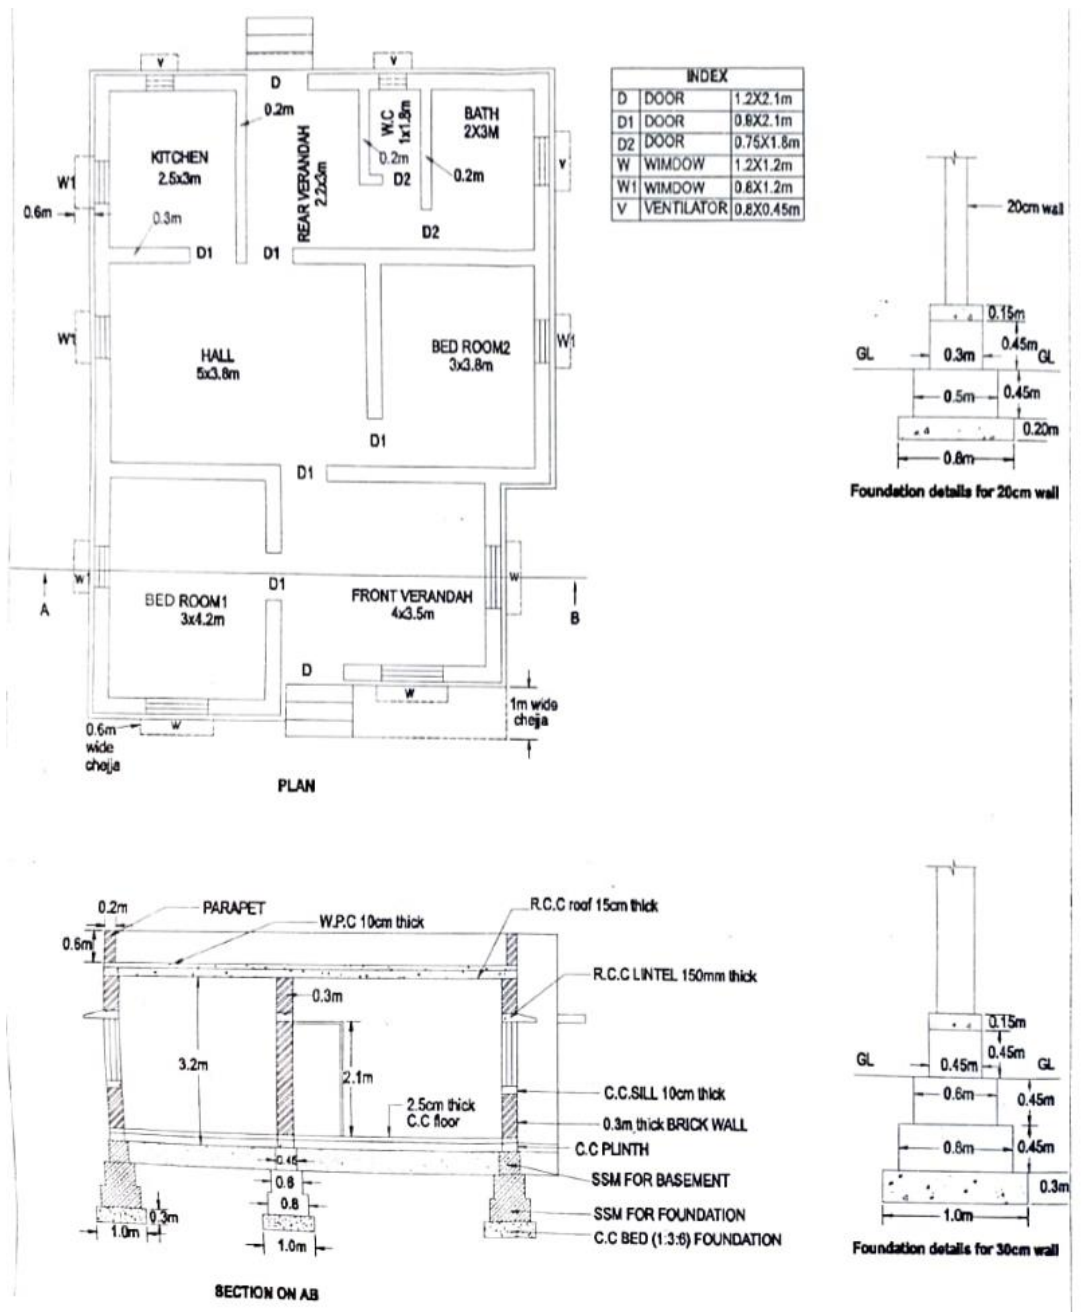 V
V
D
0.2m
W.C
1x1.8m
BATH
2X3M
KITCHEN
2.5x3m
REAR VERANDAH
2.2x3m
0.2m
D2
0.2m
V
W1
0.6m
0.3m
D1
D1
D2
W1
HALL
5x3.8m
BED ROOM2
3x3.8m
W1
D1
D1
W1
A
BED ROOM1
3x4.2m
D1
FRONT VERANDAH
4x3.5m
W
B
D
W
1m wide
chejja
W
0.6m
wide
chejja
PLAN
INDEX
D DOOR 1.2X2.1m
D1 DOOR 0.9X2.1m
D2 DOOR 0.75X1.8m
W WIMDOW 1.2X1.2m
W1 WIMDOW 0.8X1.2m
V VENTILATOR 0.8X0.45m
20cm wall
0.15m
0.45m
GL 0.3m GL
0.5m 0.45m
0.20m
0.8m
Foundation details for 20cm wall
0.2m
PARAPET
W.P.C 10cm thick
R.C.C roof 15cm thick
0.6m
R.C.C LINTEL 150mm thick
0.3m
3.2m
2.1m
C.C.SILL 10cm thick
2.5cm thick
C.C floor
0.3m thick BRICK WALL
C.C PLINTH
0.45
SSM FOR BASEMENT
0.6
0.8
SSM FOR FOUNDATION
0.3m
1.0m
1.0m
C.C BED (1:3:6) FOUNDATION
SECTION ON AB
0.15m
0.45m
GL 0.45m GL
0.6m 0.45m
0.8m 0.45m
0.3m
1.0m
Foundation details for 30cm wall